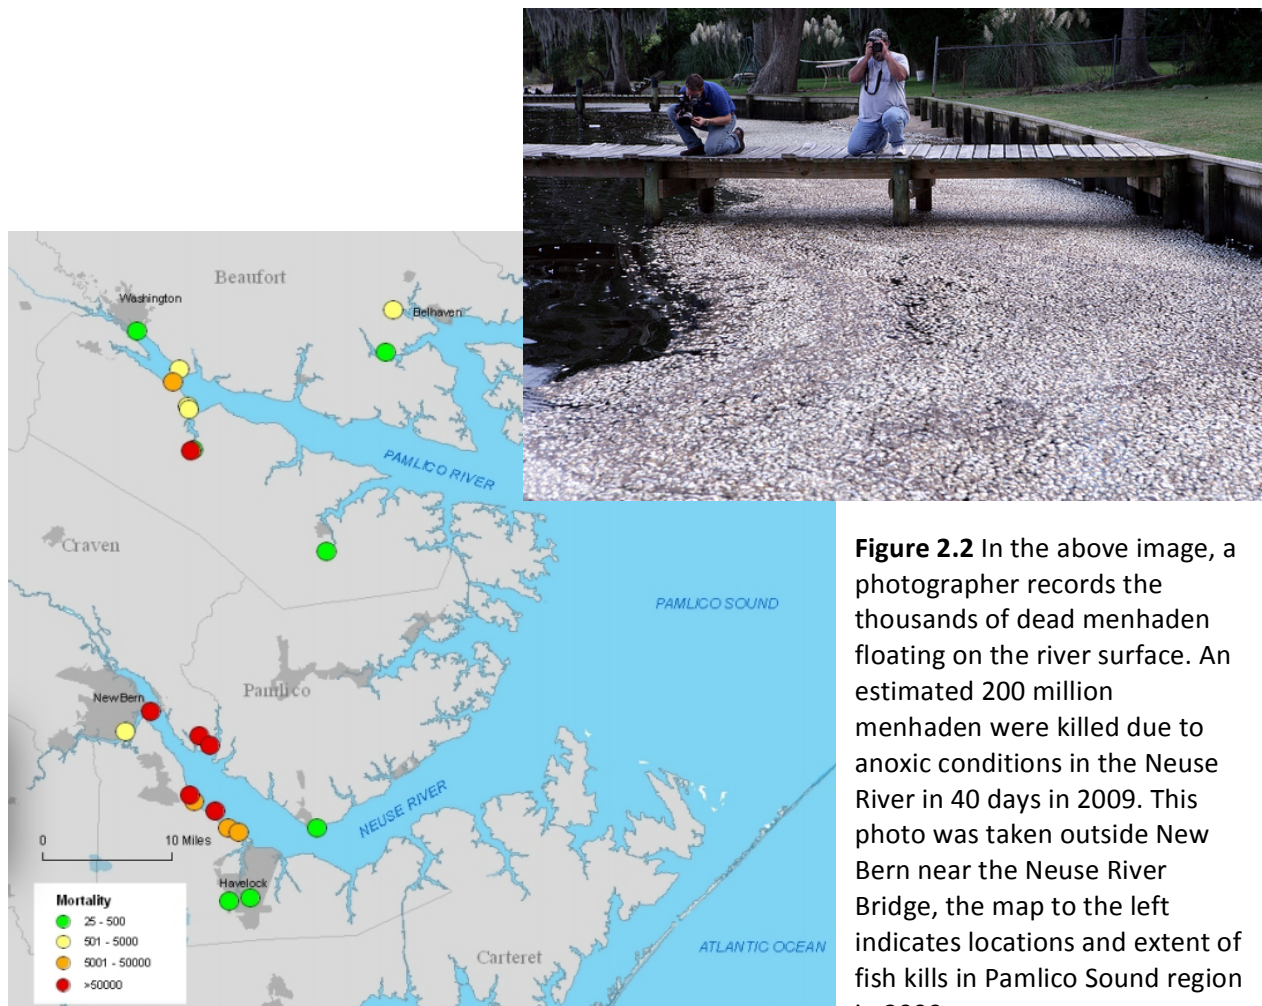 Beaufort
Washington
Belhaven
PAMLICO RIVER
Craven
PAMLICO SOUND
New Bern
Pamlico
NEUSE RIVER
0 10 Miles
Havelock
Mortality
25 - 500
501 - 5000
5001 - 50000
>50000
Carteret
ATLANTIC OCEAN
Figure 2.2 In the above image, a
photographer records the
thousands of dead menhaden
floating on the river surface. An
estimated 200 million
menhaden were killed due to
anoxic conditions in the Neuse
River in 40 days in 2009. This
photo was taken outside New
Bern near the Neuse River
Bridge, the map to the left
indicates locations and extent of
fish kills in Pamlico Sound region